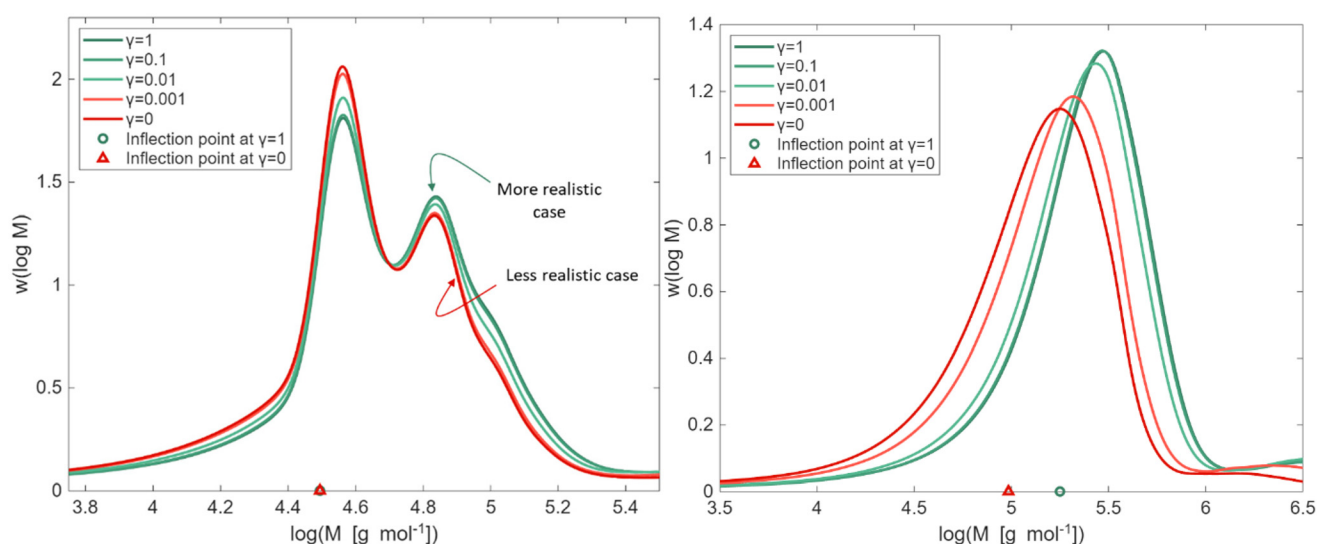 γ=1
γ=0.1
γ=0.01
γ=0.001
γ=0
Inflection point at γ=1
Inflection point at γ=0
More realistic
case
Less realistic case
w(log M)
2
1.5
1
0.5
0
3.8 4 4.2 4.4 4.6 4.8 5 5.2 5.4
log(M [g mol⁻¹])
γ=1
γ=0.1
γ=0.01
γ=0.001
γ=0
Inflection point at γ=1
Inflection point at γ=0
w(log M)
1.4
1.2
1
0.8
0.6
0.4
0.2
0
3.5 4 4.5 5 5.5 6 6.5
log(M [g mol⁻¹])